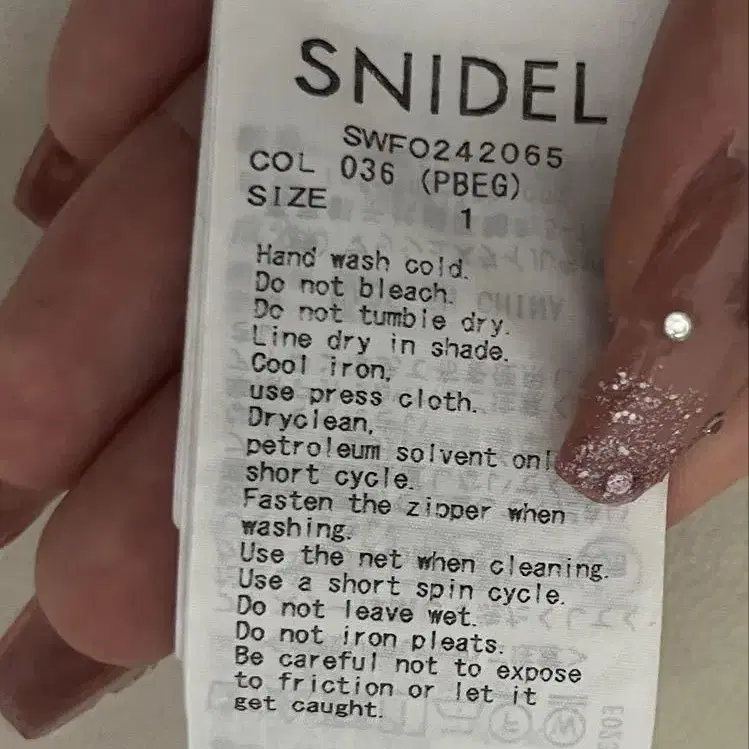 SNIDEL
SWFO242065
COL 036 (PBEG)
SIZE 1
Hand wash cold.
Do not bleach.
Do not tumble dry.
Line dry in shade.
Cool iron,
use press cloth.
Dryclean,
petroleum solvent onl
short cycle.
Fasten the zipper when
washing.
Use the net when cleaning.
Use a short spin cycle.
Do not leave wet.
Do not iron pleats.
Be careful not to expose
to friction or let it
get caught.